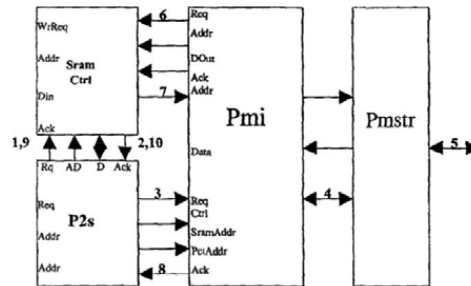 WrReq
Addr
Sram
Ctrl
Din
Ack
6
7
Req
Addr
DOut
Ack
Addr
Pmi
Data
Req
Ctrl
SramAddr
PciAddr
Ack
Pmstr
4
5
1,9
2,10
Rq AD D Ack
Req
P2s
Addr
Addr
3
8